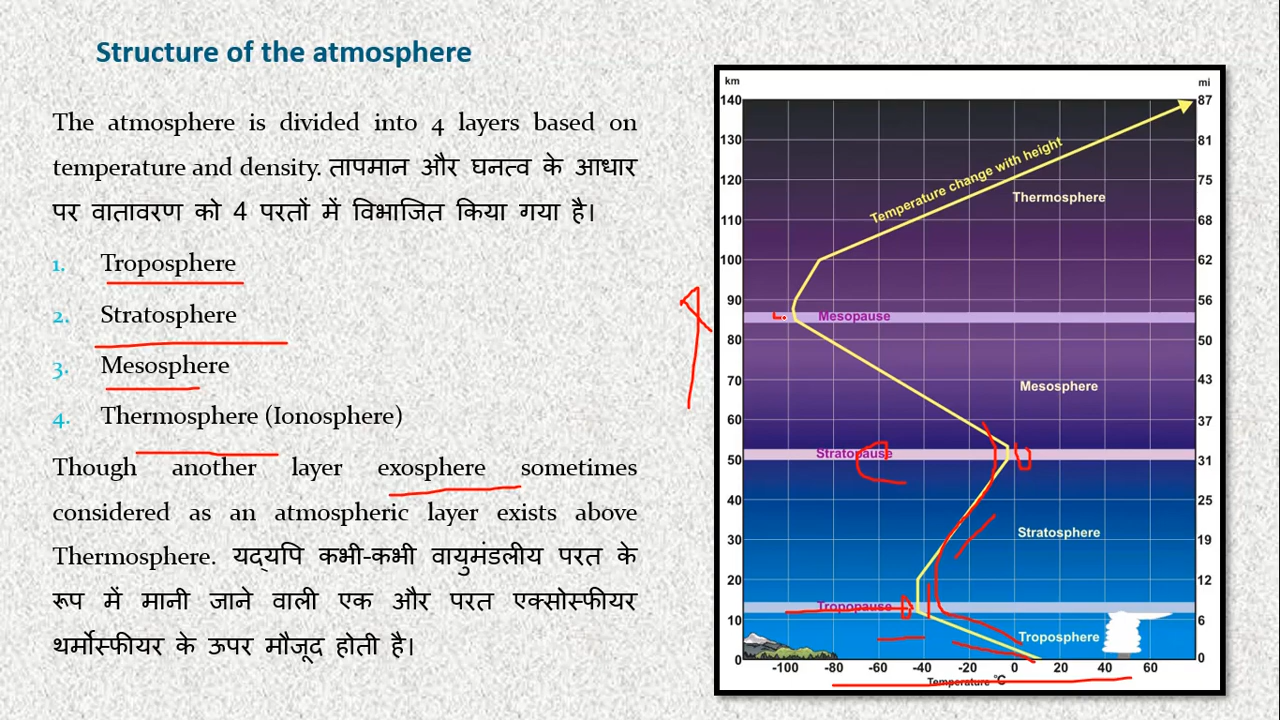 Structure of the atmosphere
The atmosphere is divided into 4 layers based on
temperature and density. तापमान और घनत्व के आधार
पर वातावरण को 4 परतों में विभाजित किया गया है।
1. Troposphere
2. Stratosphere
3. Mesosphere
4. Thermosphere (Ionosphere)
Though another layer exosphere sometimes
considered as an atmospheric layer exists above
Thermosphere. यद्यपि कभी-कभी वायुमंडलीय परत के
रूप में मानी जाने वाली एक और परत एक्सोस्फीयर
थर्मोस्फीयर के ऊपर मौजूद होती है।
km mi
140 87
130 81
Temperature change with height
120 75
Thermosphere
110 68
100 62
90 56
Mesopause
80 50
70 43
Mesosphere
60 37
Stratopause
50 31
40 25
Stratosphere
30 19
20 12
Tropopause
10 6
Troposphere
0 0
-100 -80 -60 -40 -20 0 20 40 60
Temperature °C